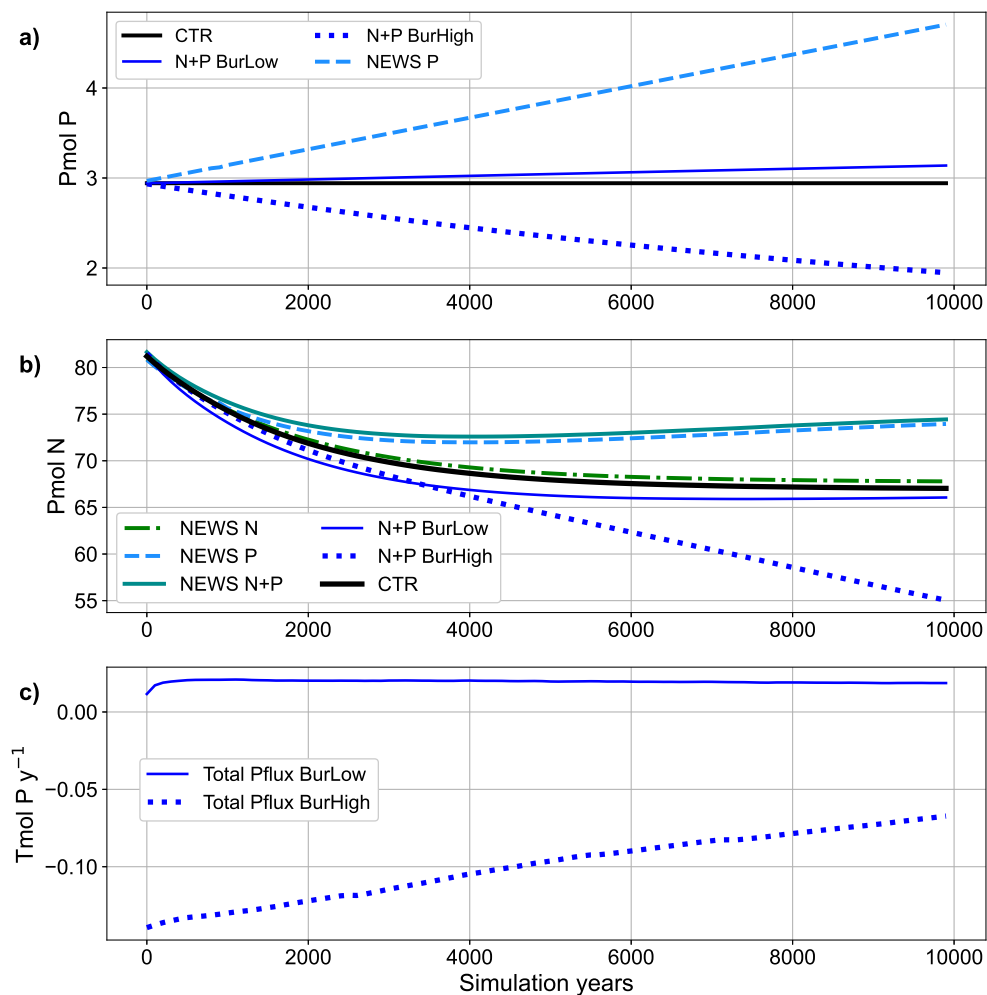 a)
CTR
N+P BurHigh
N+P BurLow
NEWS P
Pmol P
4
3
2
0 2000 4000 6000 8000 10000
b)
Pmol N
80
75
70
65
60
55
NEWS N
N+P BurLow
NEWS P
N+P BurHigh
NEWS N+P
CTR
0 2000 4000 6000 8000 10000
c)
Tmol P y⁻¹
0.00
−0.05
−0.10
Total Pflux BurLow
Total Pflux BurHigh
0 2000 4000 6000 8000 10000
Simulation years